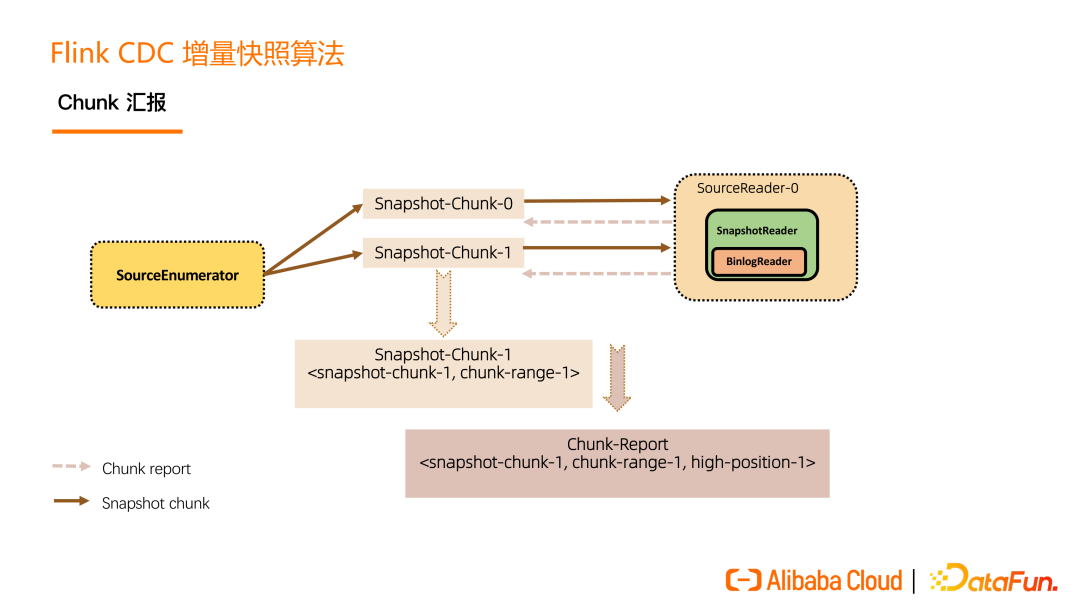 Flink CDC 增量快照算法
Chunk 汇报
SourceEnumerator
Snapshot-Chunk-0
Snapshot-Chunk-1
SourceReader-0
SnapshotReader
BinlogReader
Snapshot-Chunk-1
<snapshot-chunk-1, chunk-range-1>
Chunk-Report
<snapshot-chunk-1, chunk-range-1, high-position-1>
Chunk report
Snapshot chunk
Alibaba Cloud
DataFun.